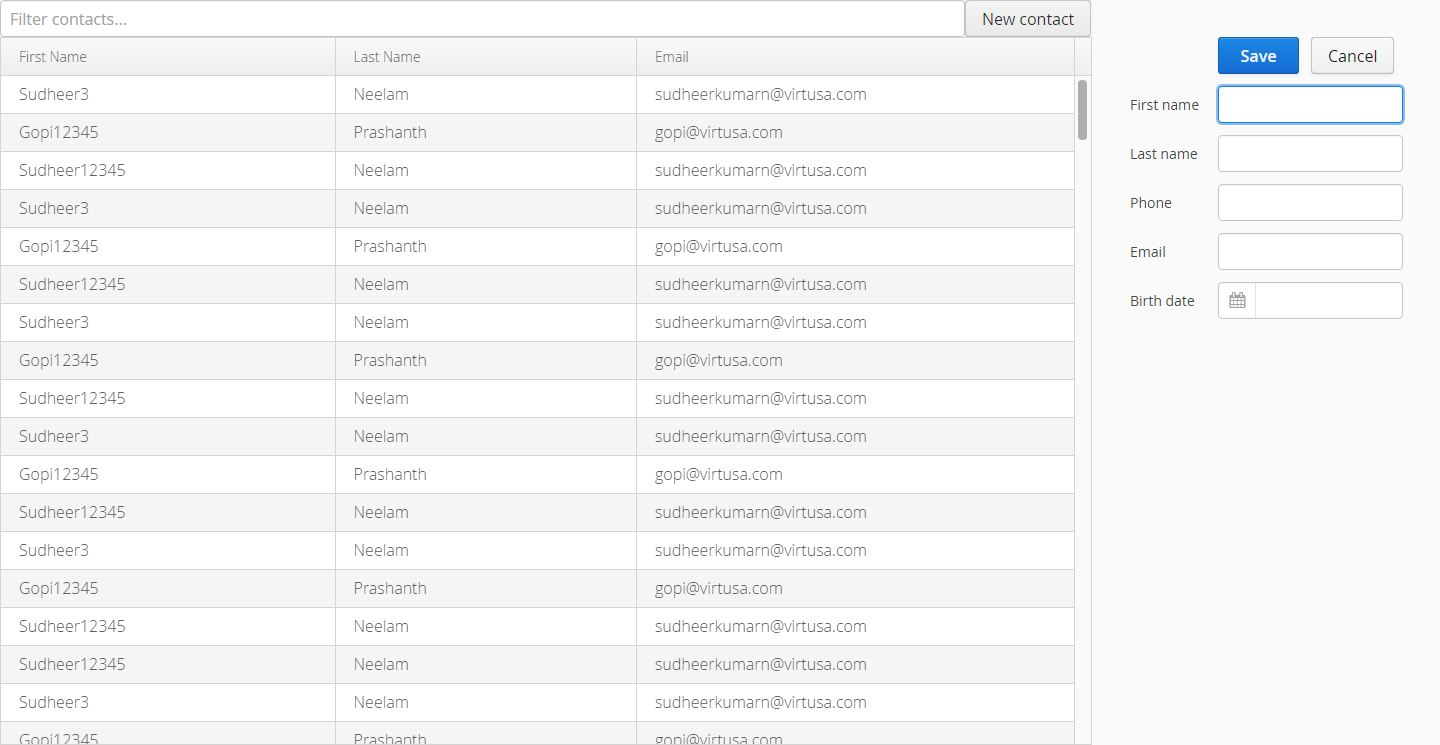 Filter contacts... New contact
First Name Last Name Email
Sudheer3 Neelam sudheerkumarn@virtusa.com
Gopi12345 Prashanth gopi@virtusa.com
Sudheer12345 Neelam sudheerkumarn@virtusa.com
Sudheer3 Neelam sudheerkumarn@virtusa.com
Gopi12345 Prashanth gopi@virtusa.com
Sudheer12345 Neelam sudheerkumarn@virtusa.com
Sudheer3 Neelam sudheerkumarn@virtusa.com
Gopi12345 Prashanth gopi@virtusa.com
Sudheer12345 Neelam sudheerkumarn@virtusa.com
Sudheer3 Neelam sudheerkumarn@virtusa.com
Gopi12345 Prashanth gopi@virtusa.com
Sudheer12345 Neelam sudheerkumarn@virtusa.com
Sudheer3 Neelam sudheerkumarn@virtusa.com
Gopi12345 Prashanth gopi@virtusa.com
Sudheer12345 Neelam sudheerkumarn@virtusa.com
Sudheer12345 Neelam sudheerkumarn@virtusa.com
Sudheer3 Neelam sudheerkumarn@virtusa.com
Gopi12345 Prashanth gopi@virtusa.com
Save Cancel
First name
Last name
Phone
Email
Birth date